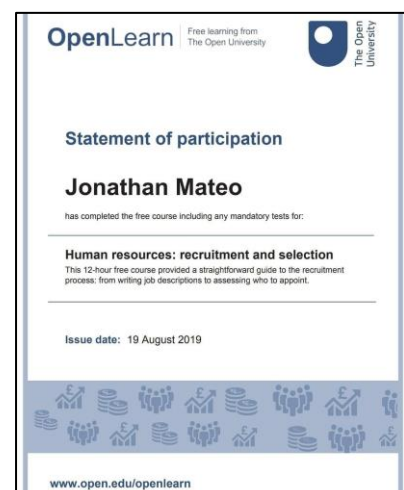 OpenLearn
Free learning from
The Open University
The Open
University
Statement of participation
Jonathan Mateo
has completed the free course including any mandatory tests for:
Human resources: recruitment and selection
This 12-hour free course provided a straightforward guide to the recruitment
process: from writing job descriptions to assessing who to appoint.
Issue date: 19 August 2019
£ £ £
£ £ £
www.open.edu/openlearn